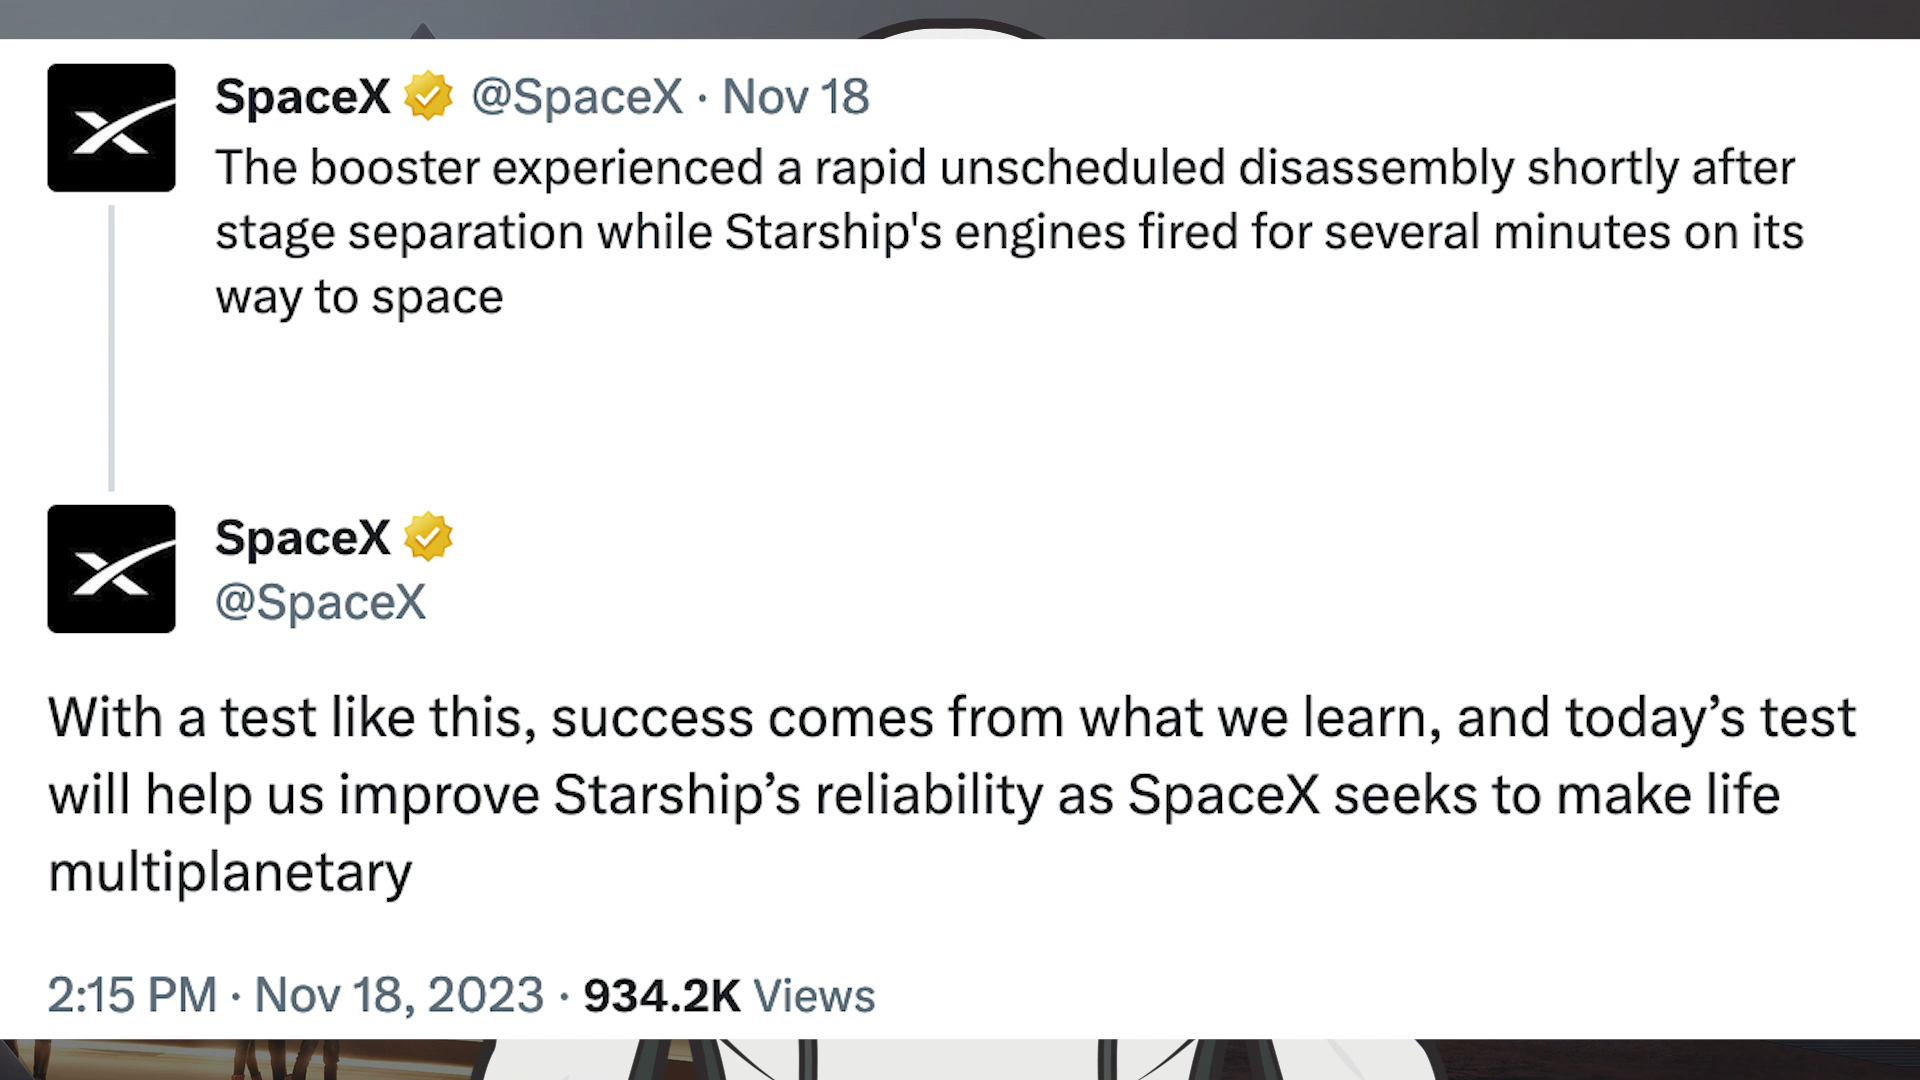 SpaceX @SpaceX · Nov 18
The booster experienced a rapid unscheduled disassembly shortly after
stage separation while Starship's engines fired for several minutes on its
way to space
SpaceX
@SpaceX
With a test like this, success comes from what we learn, and today’s test
will help us improve Starship’s reliability as SpaceX seeks to make life
multiplanetary
2:15 PM · Nov 18, 2023 · 934.2K Views